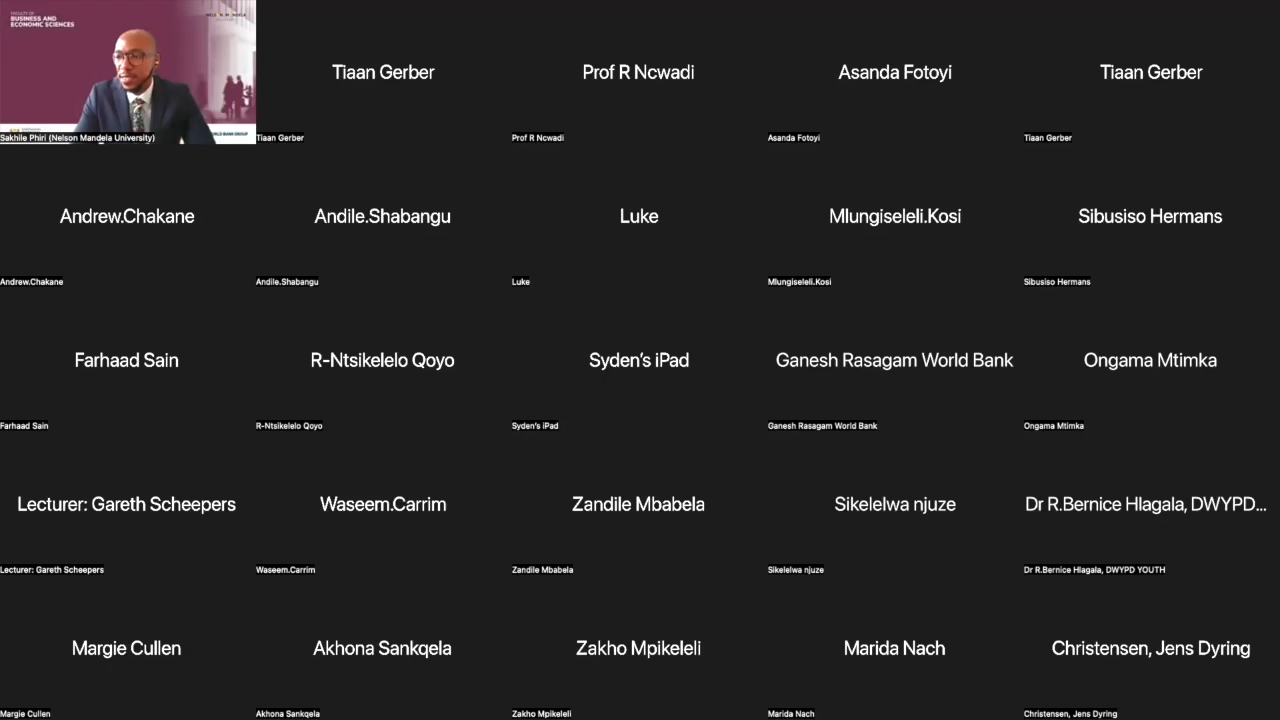 FACULTY OF
BUSINESS AND
ECONOMIC SCIENCES
Sakhile Phiri (Nelson Mandela University)
WORLD BANK GROUP
Tiaan Gerber
Tiaan Gerber
Prof R Ncwadi
Prof R Ncwadi
Asanda Fotoyi
Asanda Fotoyi
Tiaan Gerber
Tiaan Gerber
Andrew.Chakane
Andrew.Chakane
Andile.Shabangu
Andile.Shabangu
Luke
Luke
Mlungiseleli.Kosi
Mlungiseleli.Kosi
Sibusiso Hermans
Sibusiso Hermans
Farhaad Sain
Farhaad Sain
R-Ntsikelelo Qoyo
R-Ntsikelelo Qoyo
Syden's iPad
Syden's iPad
Ganesh Rasagam World Bank
Ganesh Rasagam World Bank
Ongama Mtimka
Ongama Mtimka
Lecturer: Gareth Scheepers
Lecturer: Gareth Scheepers
Waseem.Carrim
Waseem.Carrim
Zandile Mbabela
Zandile Mbabela
Sikelelwa njuze
Sikelelwa njuze
Dr R.Bernice Hlagala, DWYPD...
Dr R.Bernice Hlagala, DWYPD YOUTH
Margie Cullen
Margie Cullen
Akhona Sankqela
Akhona Sankqela
Zakho Mpikeleli
Zakho Mpikeleli
Marida Nach
Marida Nach
Christensen, Jens Dyring
Christensen, Jens Dyring